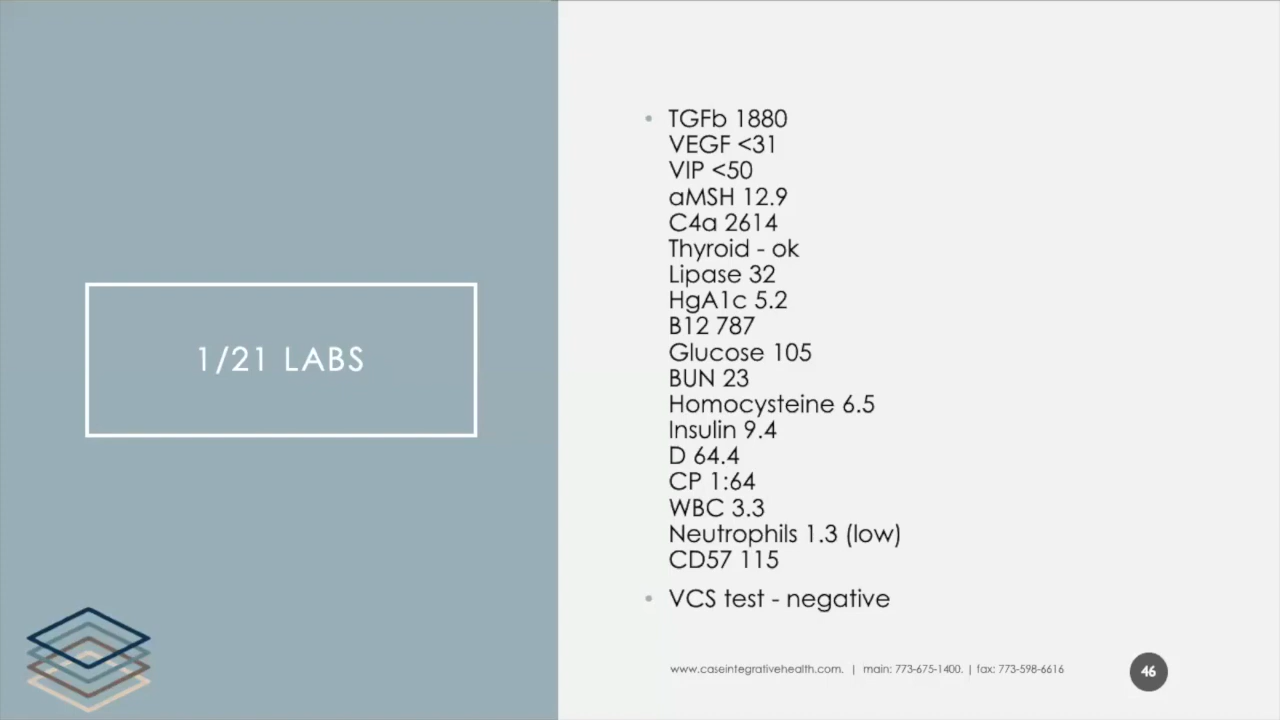 1/21 LABS
• TGFb 1880
VEGF <31
VIP <50
aMSH 12.9
C4a 2614
Thyroid - ok
Lipase 32
HgA1c 5.2
B12 787
Glucose 105
BUN 23
Homocysteine 6.5
Insulin 9.4
D 64.4
CP 1:64
WBC 3.3
Neutrophils 1.3 (low)
CD57 115
• VCS test - negative
www.caseintegrativehealth.com. | main: 773-675-1400. | fax: 773-598-6616
46